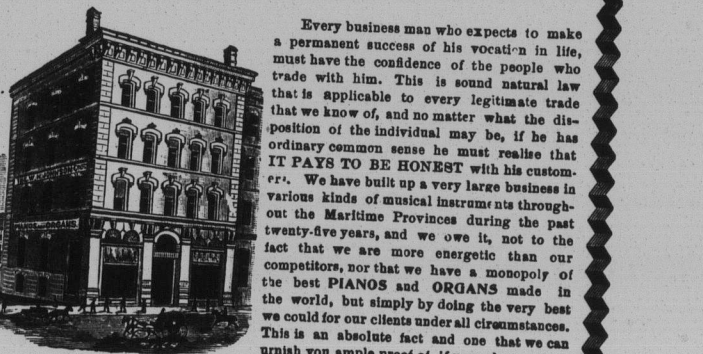 Every business man who expects to make
a permanent success of his vocation in life,
must have the confidence of the people who
trade with him. This is sound natural law
that is applicable to every legitimate trade
that we know of, and no matter what the dis-
position of the individual may be, if he has
ordinary common sense he must realise that
IT PAYS TO BE HONEST with his custom-
ers. We have built up a very large business in
various kinds of musical instruments through-
out the Maritime Provinces during the past
twenty-five years, and we owe it, not to the
fact that we are more energetic than our
competitors, nor that we have a monopoly of
the best PIANOS and ORGANS made in
the world, but simply by doing the very best
we could for our clients under all circumstances.
This is an absolute fact and one that we can
urnish you ample proof of, if